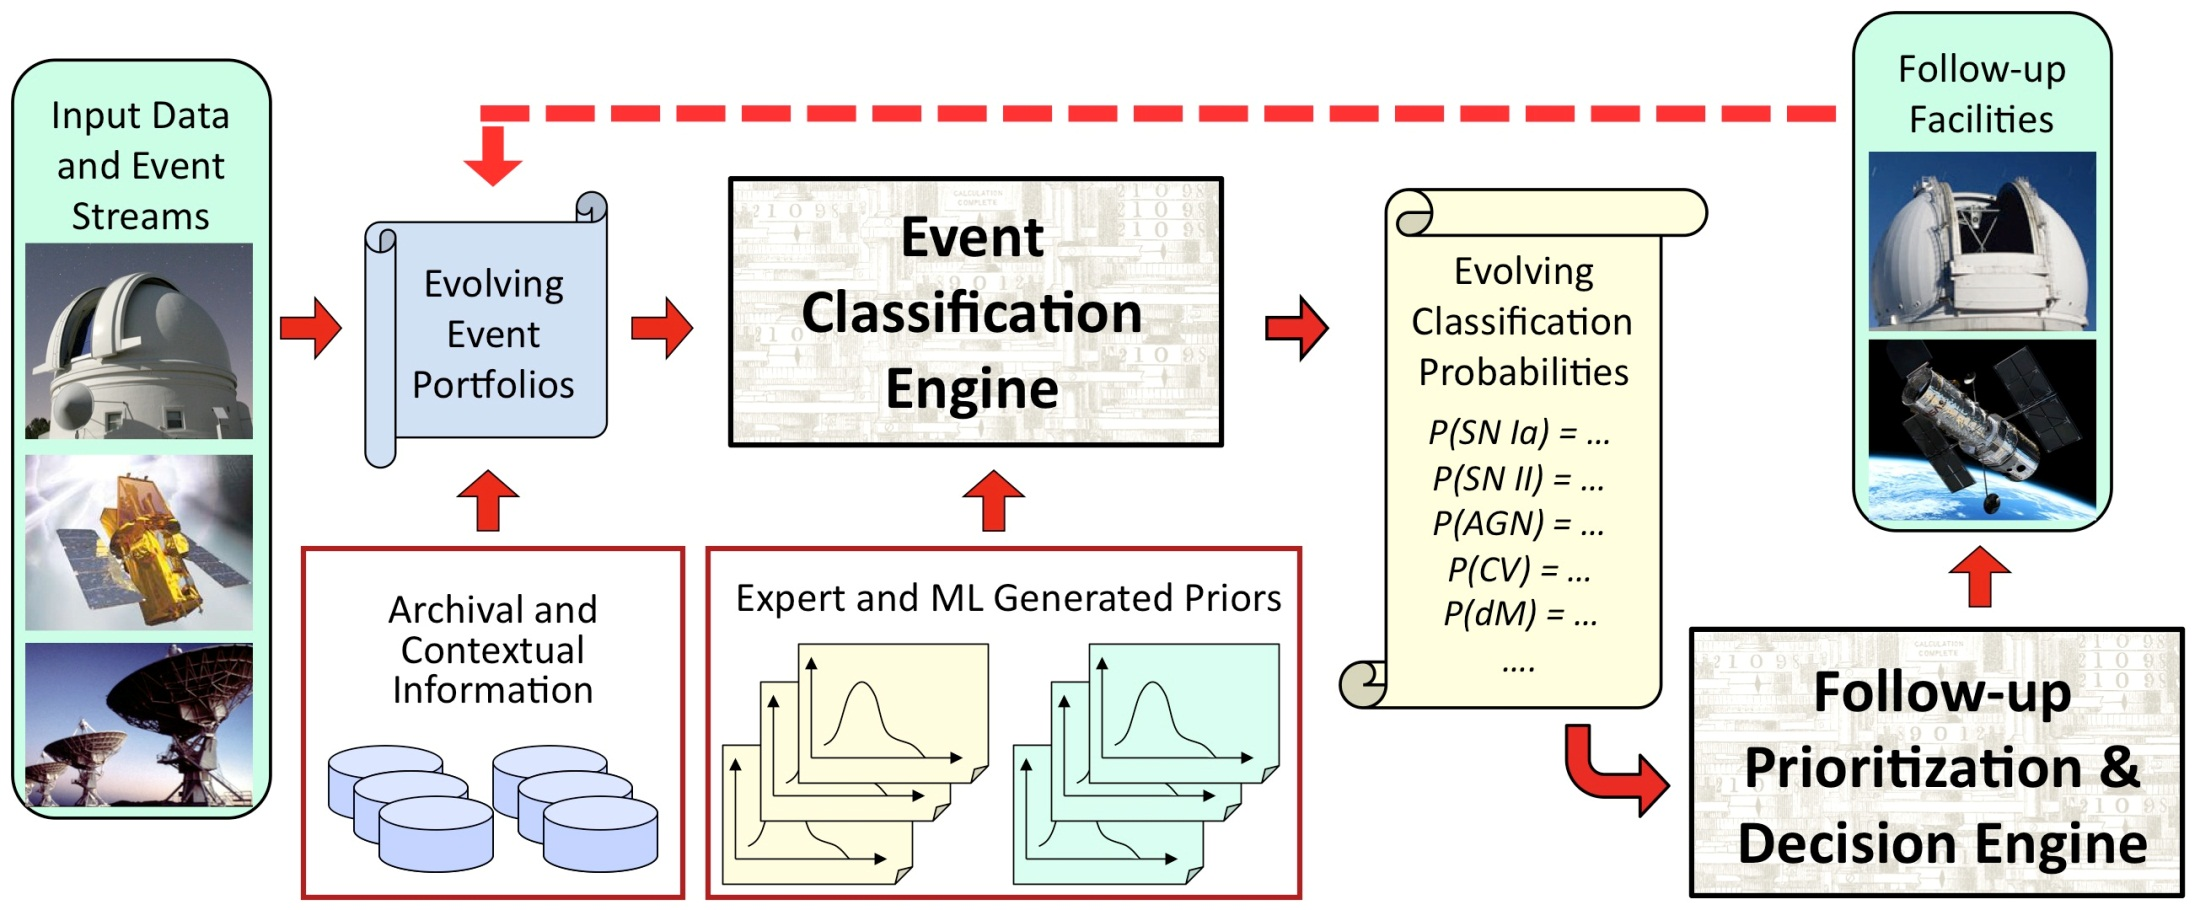 Input Data
and Event
Streams
Evolving
Event
Portfolios
Event
Classification
Engine
Evolving
Classification
Probabilities
P(SN Ia) = ...
P(SN II) = ...
P(AGN) = ...
P(CV) = ...
P(dM) = ...
....
Follow-up
Facilities
Archival and
Contextual
Information
Expert and ML Generated Priors
Follow-up
Prioritization &
Decision Engine